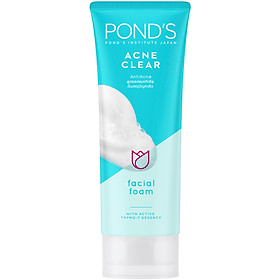 POND'S
POND'S INSTITUTE JAPAN
ACNE
CLEAR
facial
foam
WITH ACTIVE
THYMO-T ESSENCE